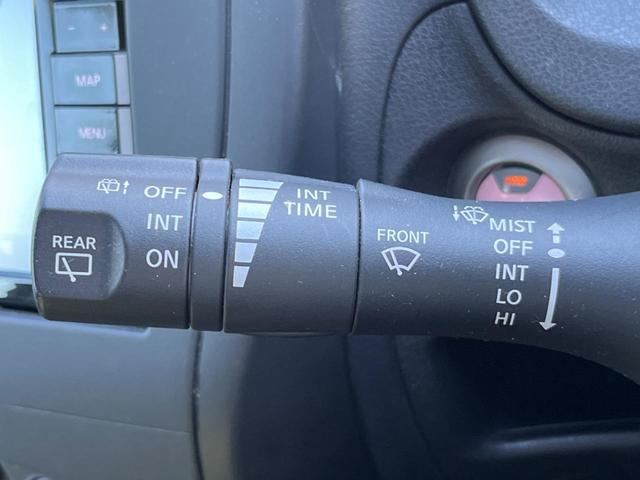 - +
MAP
MENU
OFF
INT
ON
REAR
INT
TIME
FRONT
MIST
OFF
INT
LO
HI